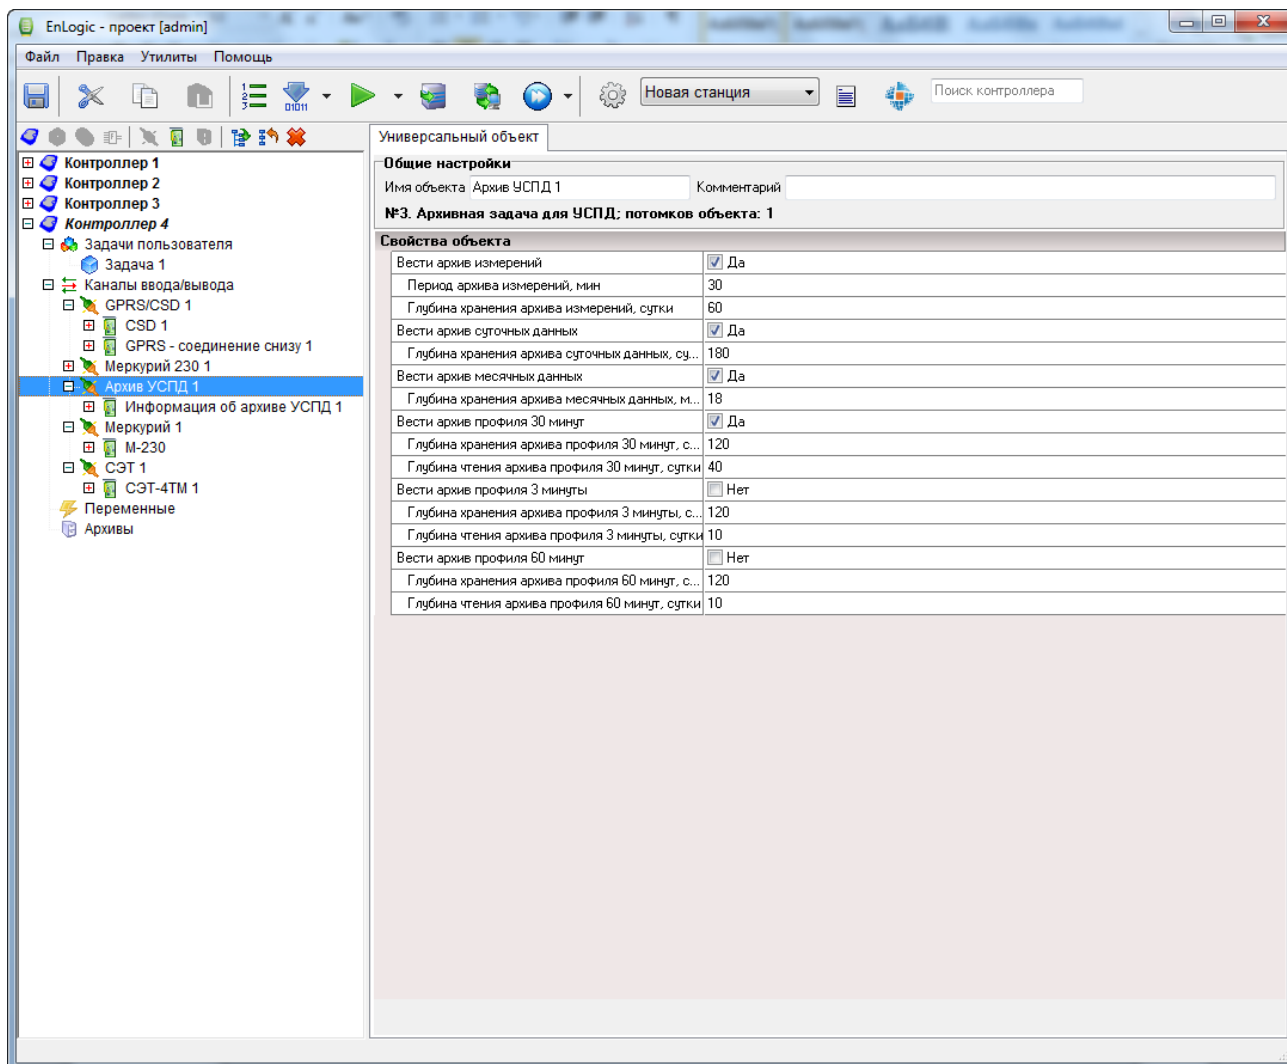 EnLogic - проект [admin]
Файл Правка Утилиты Помощь
1
2
3
01011
Новая станция
Поиск контроллера
Универсальный объект
Контроллер 1
Контроллер 2
Контроллер 3
Контроллер 4
Задачи пользователя
Задача 1
Каналы ввода/вывода
GPRS/CSD 1
CSD 1
GPRS - соединение снизу 1
Меркурий 230 1
Архив УСПД 1
Информация об архиве УСПД 1
Меркурий 1
М-230
СЭТ 1
СЭТ-4ТМ 1
Переменные
Архивы
Общие настройки
Имя объекта Архив УСПД 1 Комментарий
№3. Архивная задача для УСПД; потомков объекта: 1
Свойства объекта
Вести архив измерений Да
Период архива измерений, мин 30
Глубина хранения архива измерений, сутки 60
Вести архив суточных данных Да
Глубина хранения архива суточных данных, су... 180
Вести архив месячных данных Да
Глубина хранения архива месячных данных, м... 18
Вести архив профиля 30 минут Да
Глубина хранения архива профиля 30 минут, с... 120
Глубина чтения архива профиля 30 минут, сутки 40
Вести архив профиля 3 минуты Нет
Глубина хранения архива профиля 3 минуты, с... 120
Глубина чтения архива профиля 3 минуты, сутки 10
Вести архив профиля 60 минут Нет
Глубина хранения архива профиля 60 минут, с... 120
Глубина чтения архива профиля 60 минут, сутки 10